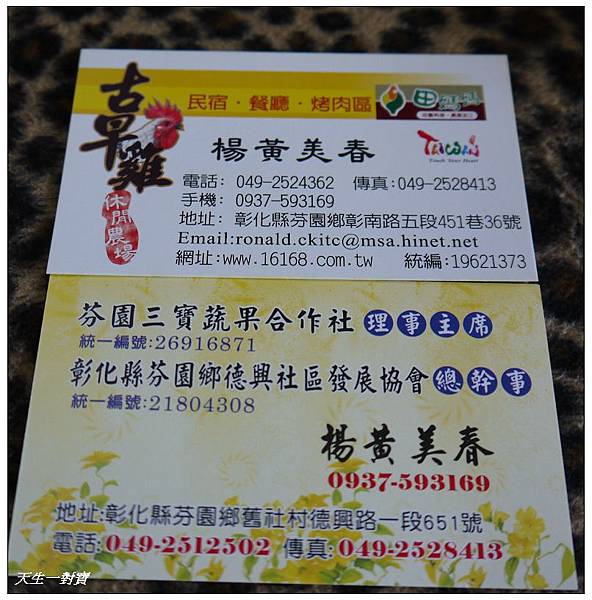 古早雞
休閒農場
民宿・餐廳・烤肉區
田媽媽
TAIWAN
Touch Your Heart
楊黃美春
電話: 049-2524362 傳真:049-2528413
手機: 0937-593169
地址: 彰化縣芬園鄉彰南路五段451巷36號
Email:ronald.ckitc@msa.hinet.net
網址:www.16168.com.tw 統編:19621373
芬園三寶蔬果合作社 理事主席
統一編號:26916871
彰化縣芬園鄉德興社區發展協會 總幹事
統一編號:21804308
楊黃美春
0937-593169
地址:彰化縣芬園鄉舊社村德興路一段651號
電話:049-2512502 傳真:049-2528413
天生一對寶